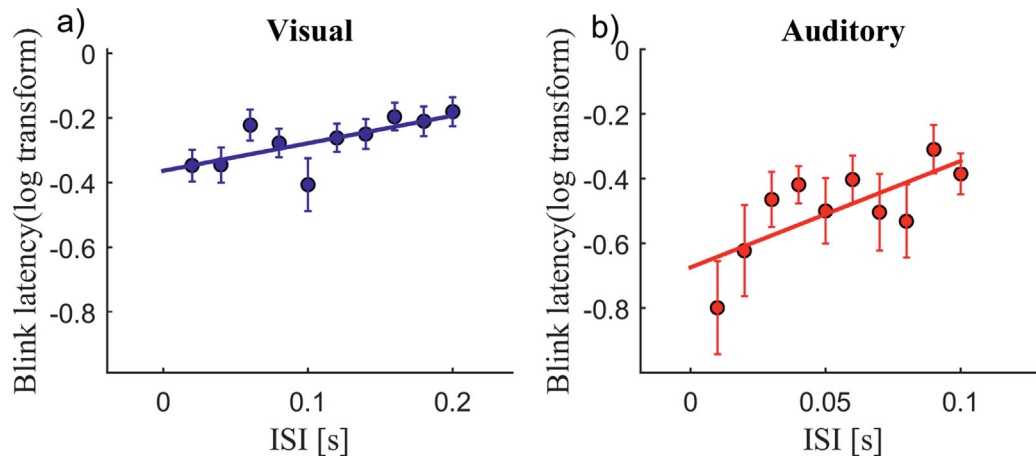 a)
Visual
Blink latency(log transform)
0
-0.2
-0.4
-0.6
-0.8
0
0.1
0.2
ISI [s]
b)
Auditory
Blink latency(log transform)
0
-0.2
-0.4
-0.6
-0.8
0
0.05
0.1
ISI [s]